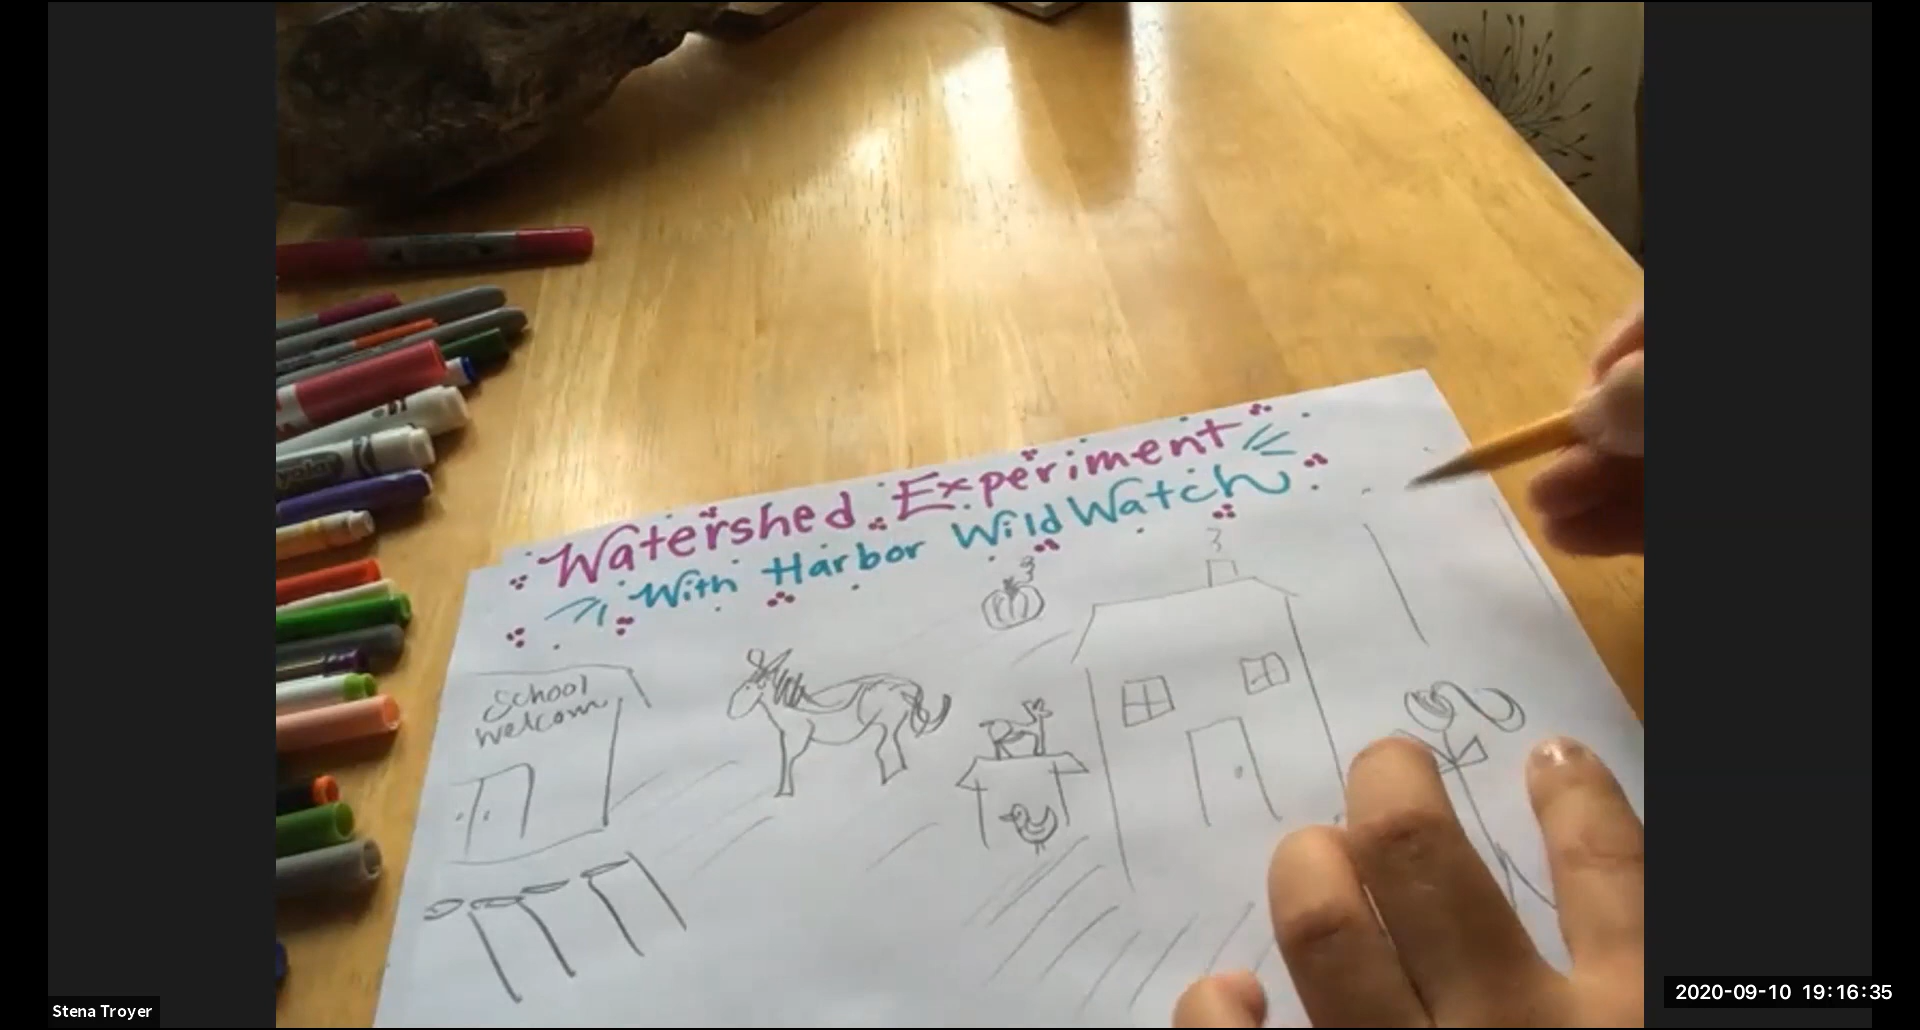 Watershed Experiment
With Harbor WildWatch
School
welcom
Stena Troyer
2020-09-10 19:16:35